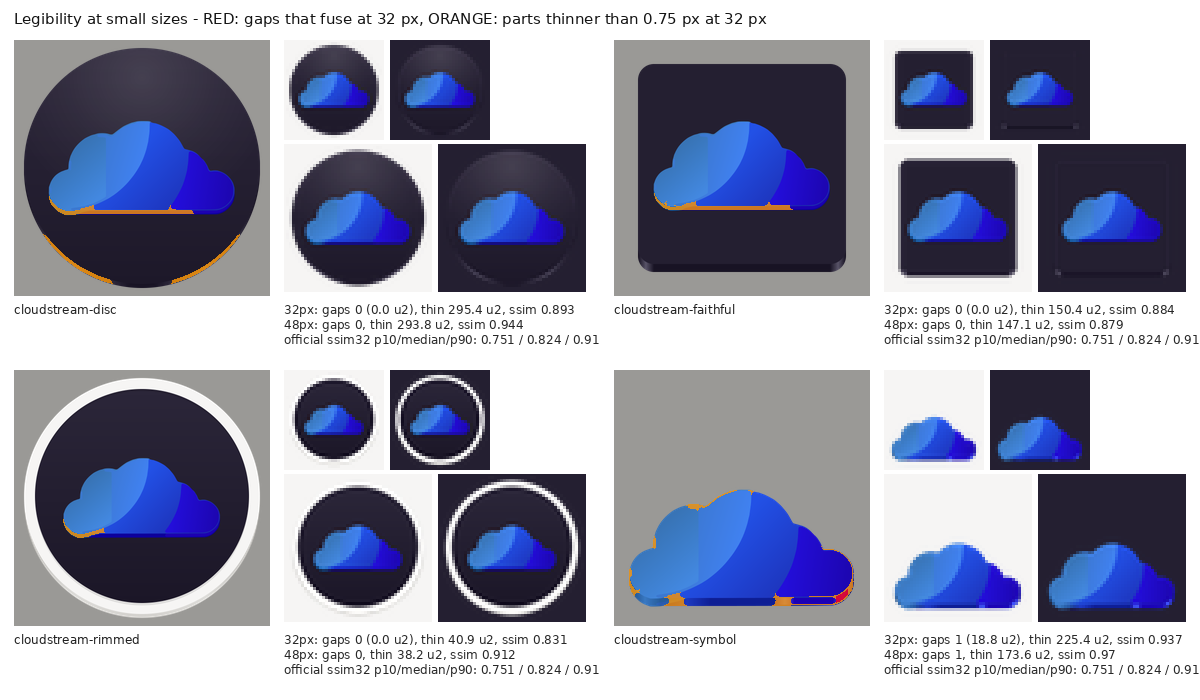 Legibility at small sizes - RED: gaps that fuse at 32 px, ORANGE: parts thinner than 0.75 px at 32 px
cloudstream-disc
32px: gaps 0 (0.0 u2), thin 295.4 u2, ssim 0.893
48px: gaps 0, thin 293.8 u2, ssim 0.944
official ssim32 p10/median/p90: 0.751 / 0.824 / 0.91
cloudstream-faithful
32px: gaps 0 (0.0 u2), thin 150.4 u2, ssim 0.884
48px: gaps 0, thin 147.1 u2, ssim 0.879
official ssim32 p10/median/p90: 0.751 / 0.824 / 0.91
cloudstream-rimmed
32px: gaps 0 (0.0 u2), thin 40.9 u2, ssim 0.831
48px: gaps 0, thin 38.2 u2, ssim 0.912
official ssim32 p10/median/p90: 0.751 / 0.824 / 0.91
cloudstream-symbol
32px: gaps 1 (18.8 u2), thin 225.4 u2, ssim 0.937
48px: gaps 1, thin 173.6 u2, ssim 0.97
official ssim32 p10/median/p90: 0.751 / 0.824 / 0.91